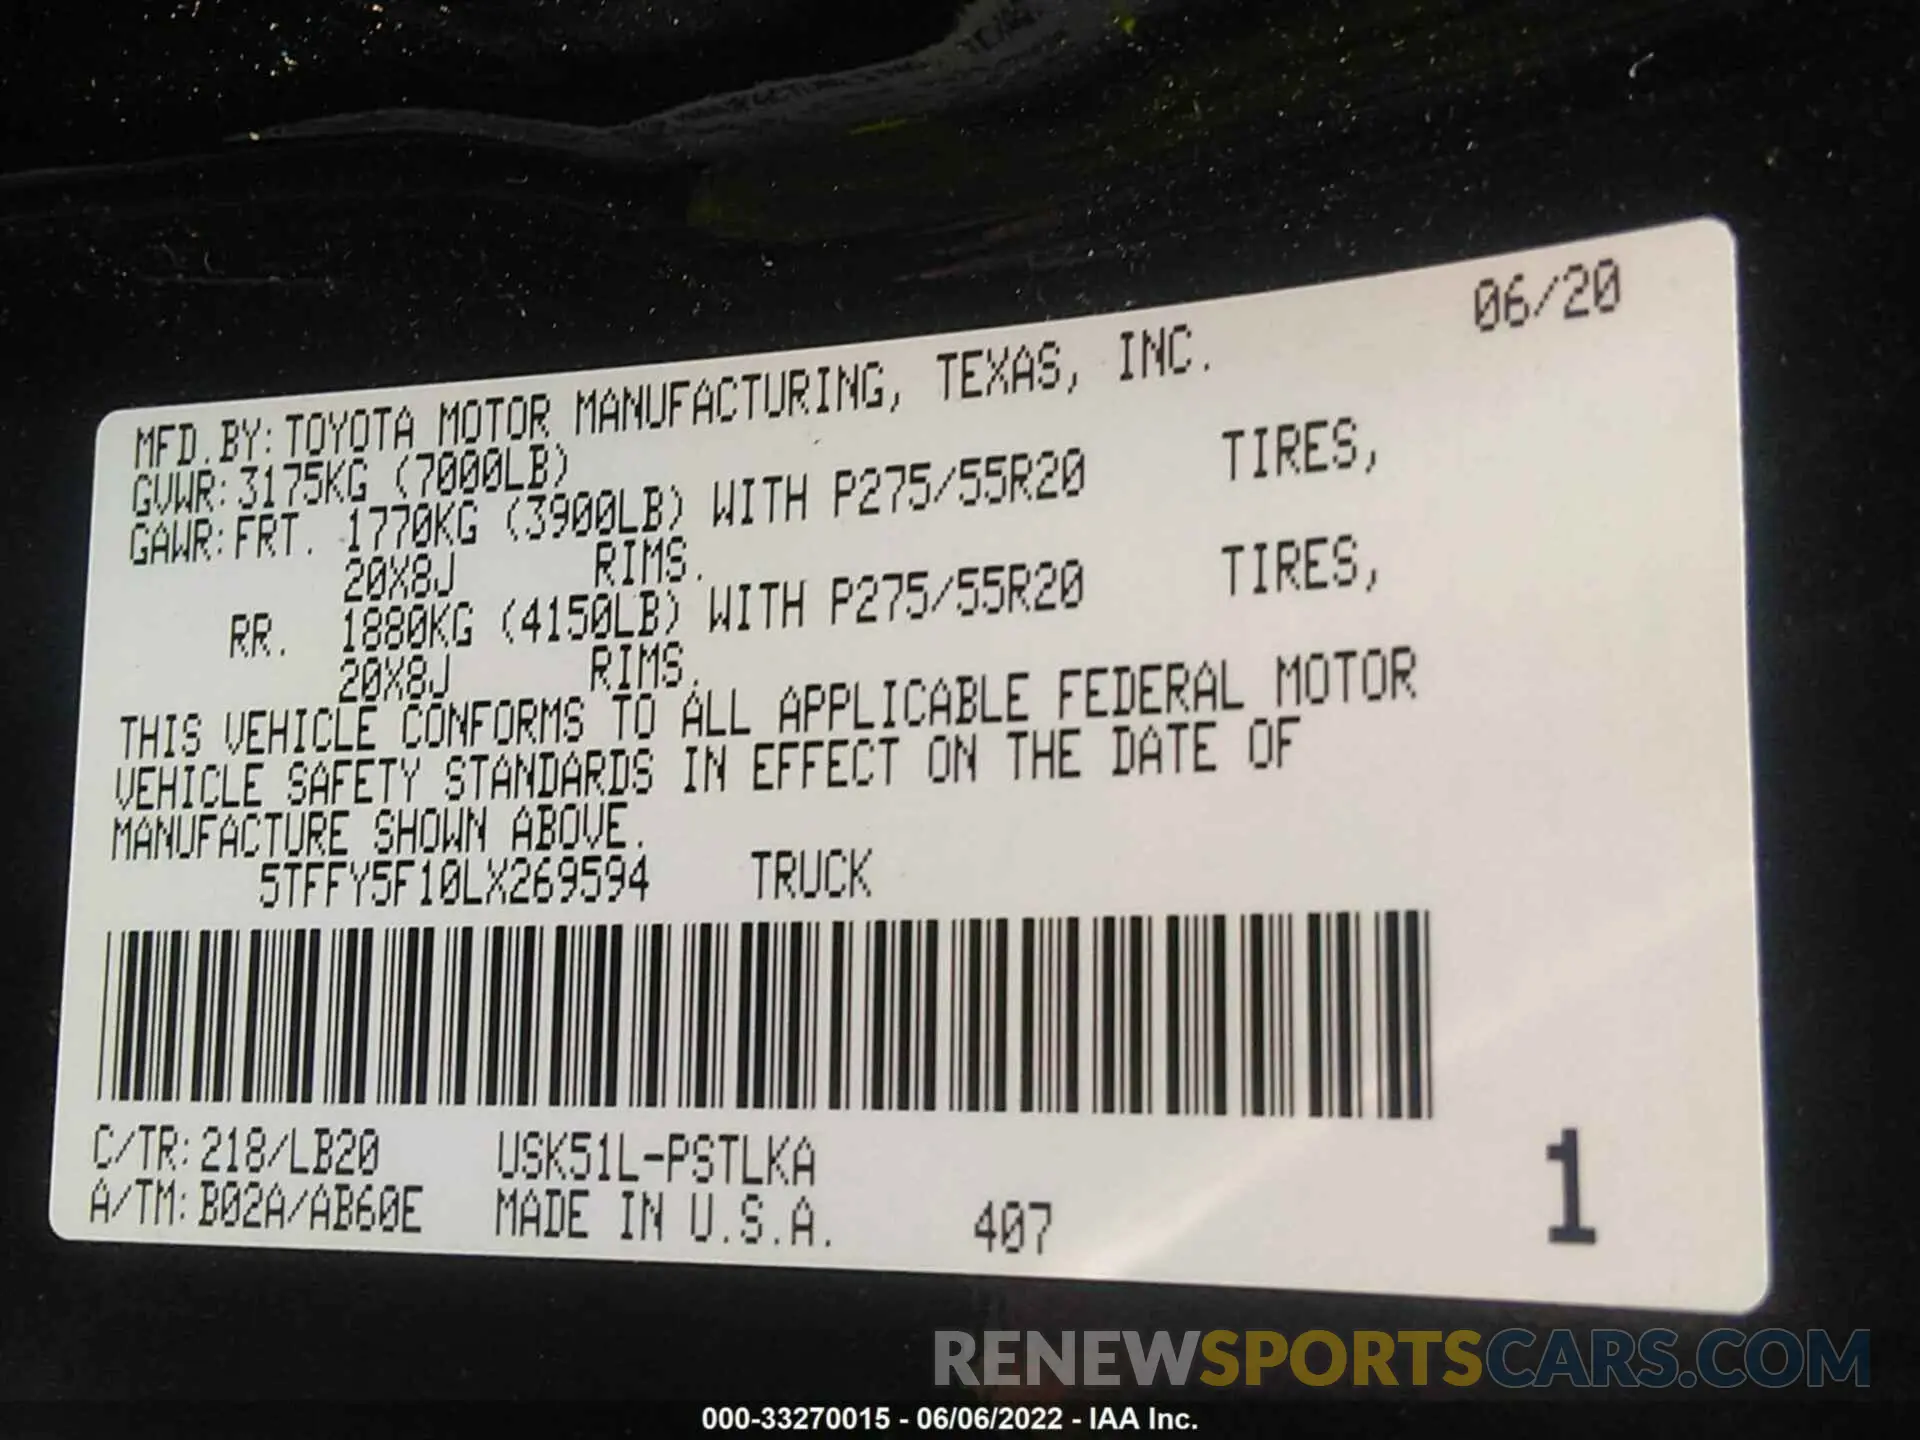 06/20
MFD.BY:TOYOTA MOTOR MANUFACTURING, TEXAS, INC.
GVWR:3175KG (7000LB)
GAWR:FRT. 1770KG (3900LB) WITH P275/55R20 TIRES,
20X8J RIMS.
RR. 1880KG (4150LB) WITH P275/55R20 TIRES,
20X8J RIMS.
THIS VEHICLE CONFORMS TO ALL APPLICABLE FEDERAL MOTOR
VEHICLE SAFETY STANDARDS IN EFFECT ON THE DATE OF
MANUFACTURE SHOWN ABOVE.
5TFFY5F10LX269594 TRUCK
C/TR:218/LB20 USK51L-PSTLKA
A/TM:B02A/AB60E MADE IN U.S.A. 407
1
RENEWSPORTSCARS.COM
000-33270015 - 06/06/2022 - IAA Inc.